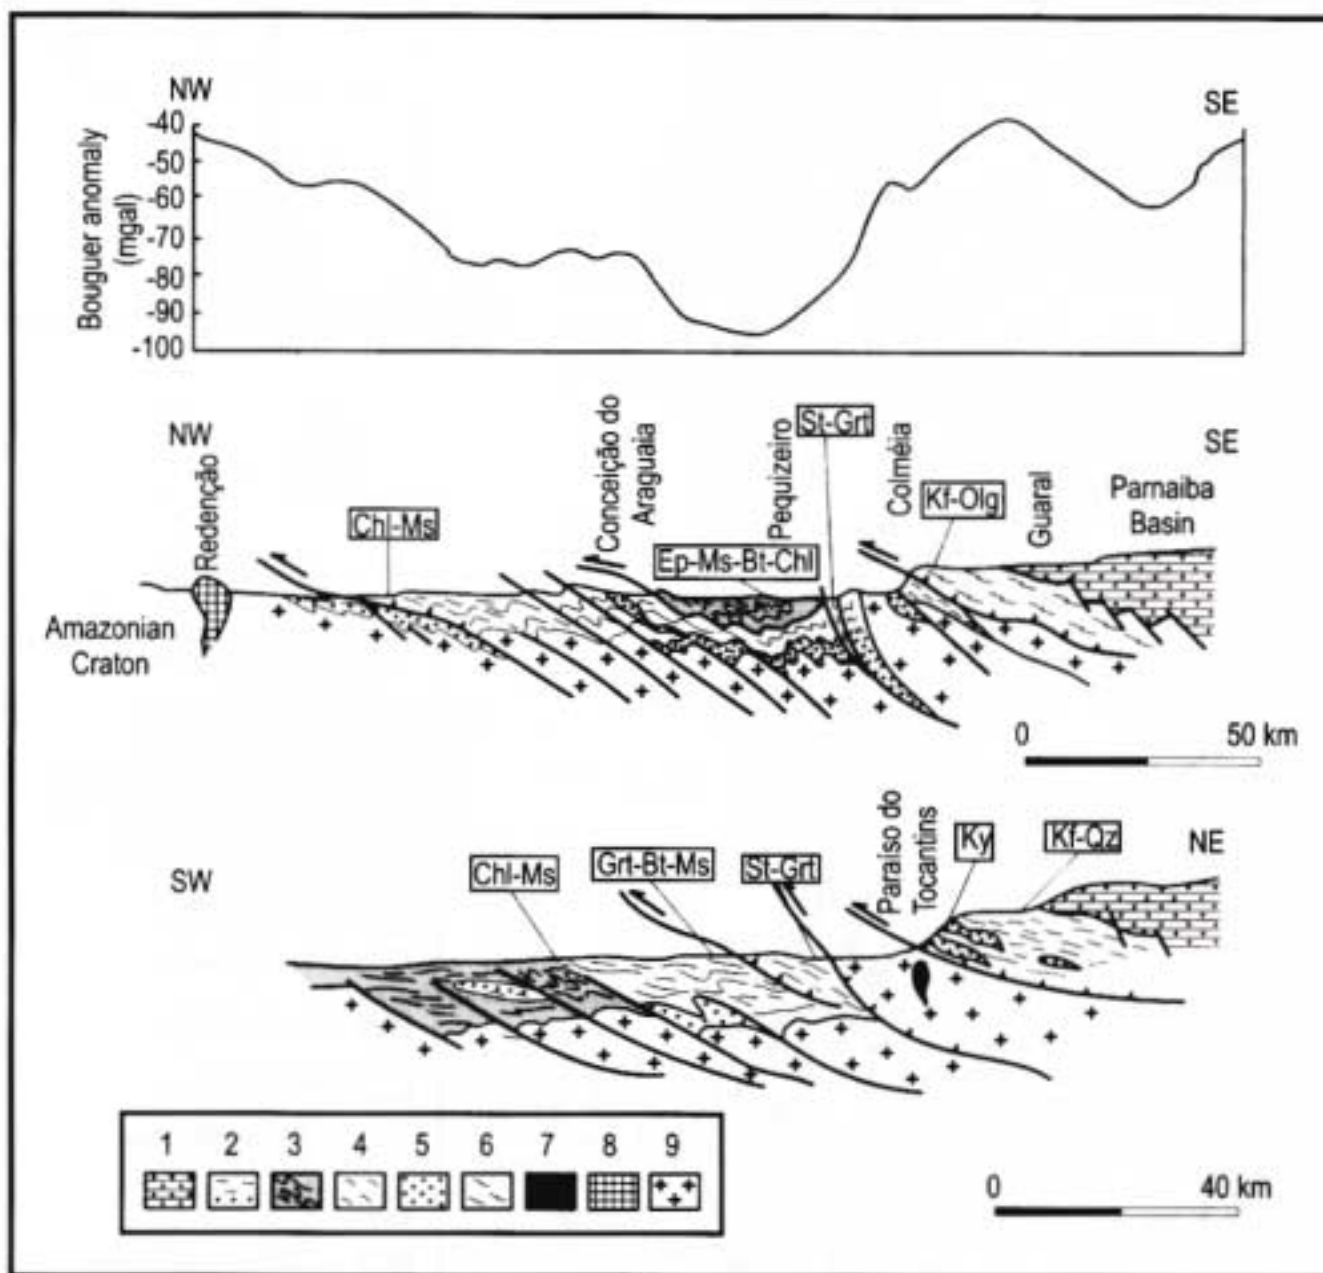 NW
SE
Bouguer anomaly
(mgal)
-40
-50
-60
-70
-80
-90
-100
NW
SE
Redenção
Chl-Ms
Conceição do
Araguaia
Pequizeiro
St-Grt
Colméia
Kf-Olg
Guaral
Parnaiba
Basin
Ep-Ms-Bt-Chl
Amazonian
Craton
0 50 km
SW
NE
Chl-Ms
Grt-Bt-Ms
St-Grt
Paraíso do
Tocantins
Ky
Kf-Qz
1 2 3 4 5 6 7 8 9
0 40 km